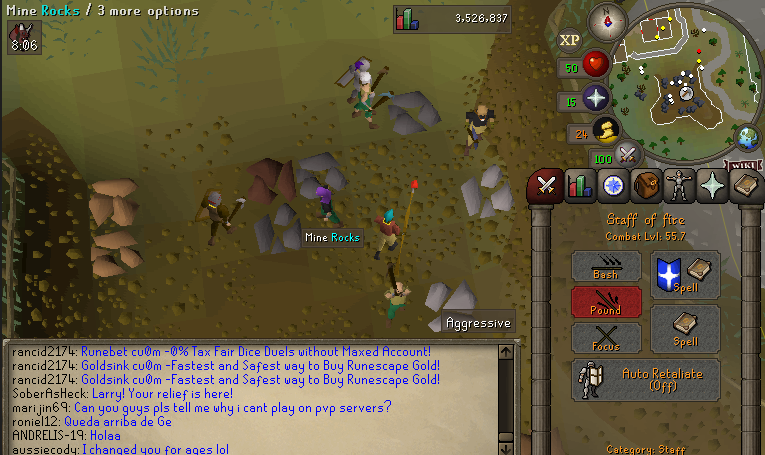 Mine Rocks / 3 more options
8:06
3,526,837
XP
N
50
15
24
100
WIKI
Staff of fire
Combat Lvl: 55.7
Bash
Spell
Pound
Spell
Focus
Auto Retaliate
(Off)
Category: Staff
Mine Rocks
Aggressive
rancid2174: Runebet cu0m -0% Tax Fair Dice Duels without Maxed Account!
rancid2174: Goldsink cu0m -Fastest and Safest way to Buy Runescape Gold!
rancid2174: Goldsink cu0m -Fastest and Safest way to Buy Runescape Gold!
SoberAsHeck: Larry! Your relief is here!
marijin69: Can you guys pls tell me why i cant play on pvp servers?
roniel12: Queda arriba de Ge
ANDRELIS-19: Holaa
aussiecody: I changed you for ages lol